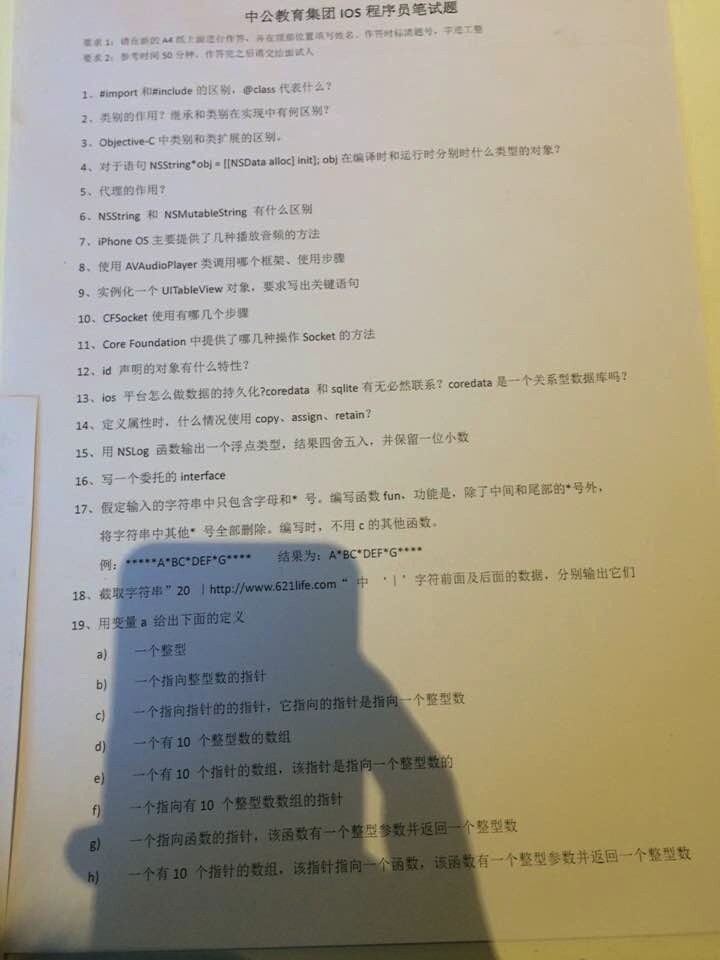 中公教育集团 IOS 程序员笔试题
要求 1：请在新的 A4 纸上面进行作答，并在顶部位置填写姓名、作答时标清题号，字迹工整
要求 2：参考时间 50 分钟、作答完之后请交给面试人
1、#import 和#include 的区别，@class 代表什么？
2、类别的作用？继承和类别在实现中有何区别？
3、Objective-C 中类别和类扩展的区别。
4、对于语句 NSString*obj = [[NSData alloc] init]; obj 在编译时和运行时分别时什么类型的对象？
5、代理的作用？
6、NSString 和 NSMutableString 有什么区别
7、iPhone OS 主要提供了几种播放音频的方法
8、使用 AVAudioPlayer 类调用哪个框架、使用步骤
9、实例化一个 UITableView 对象，要求写出关键语句
10、CFSocket 使用有哪几个步骤
11、Core Foundation 中提供了哪几种操作 Socket 的方法
12、id 声明的对象有什么特性？
13、ios 平台怎么做数据的持久化?coredata 和 sqlite 有无必然联系？coredata 是一个关系型数据库吗？
14、定义属性时，什么情况使用 copy、assign、retain？
15、用 NSLog 函数输出一个浮点类型，结果四舍五入，并保留一位小数
16、写一个委托的 interface
17、假定输入的字符串中只包含字母和* 号。编写函数 fun，功能是，除了中间和尾部的*号外，
将字符串中其他* 号全部删除。编写时，不用 c 的其他函数。
例：*****A*BC*DEF*G**** 结果为：A*BC*DEF*G****
18、截取字符串”20 | http://www.621life.com “ 中 ‘ | ’ 字符前面及后面的数据，分别输出它们
19、用变量 a 给出下面的定义
a) 一个整型
b) 一个指向整型数的指针
c) 一个指向指针的的指针，它指向的指针是指向一个整型数
d) 一个有 10 个整型数的数组
e) 一个有 10 个指针的数组，该指针是指向一个整型数的
f) 一个指向有 10 个整型数数组的指针
g) 一个指向函数的指针，该函数有一个整型参数并返回一个整型数
h) 一个有 10 个指针的数组，该指针指向一个函数，该函数有一个整型参数并返回一个整型数